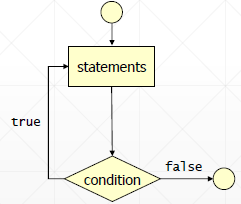 statements
true
false
condition